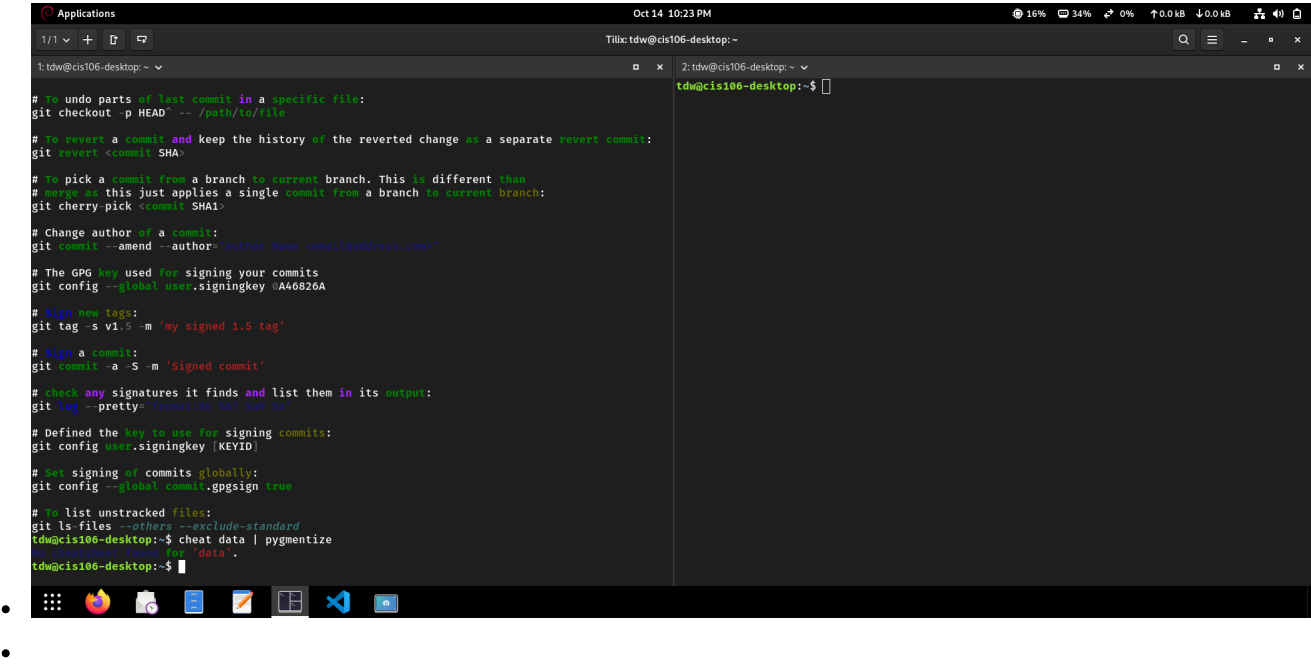 Applications
Oct 14 10:23 PM
16% 34% 0% ↑0.0 kB ↓0.0 kB
1/1
Tilix: tdw@cis106-desktop: ~
1: tdw@cis106-desktop: ~
2: tdw@cis106-desktop: ~
# To undo parts of last commit in a specific file:
git checkout -p HEAD^ -- /path/to/file
# To revert a commit and keep the history of the reverted change as a separate revert commit:
git revert <commit SHA>
# To pick a commit from a branch to current branch. This is different than
# merge as this just applies a single commit from a branch to current branch:
git cherry-pick <commit SHA1>
# Change author of a commit:
git commit --amend --author=
# The GPG key used for signing your commits
git config --global user.signingkey 0A46826A
# Sign new tags:
git tag -s v1.5 -m 'my signed 1.5 tag'
# Sign a commit:
git commit -a -S -m 'Signed commit'
# check any signatures it finds and list them in its output:
git log --pretty=
# Defined the key to use for signing commits:
git config user.signingkey [KEYID]
# Set signing of commits globally:
git config --global commit.gpgsign true
# To list unstracked files:
git ls-files --others --exclude-standard
tdw@cis106-desktop:~$ cheat data | pygmentize
for 'data'.
tdw@cis106-desktop:~$
tdw@cis106-desktop:~$